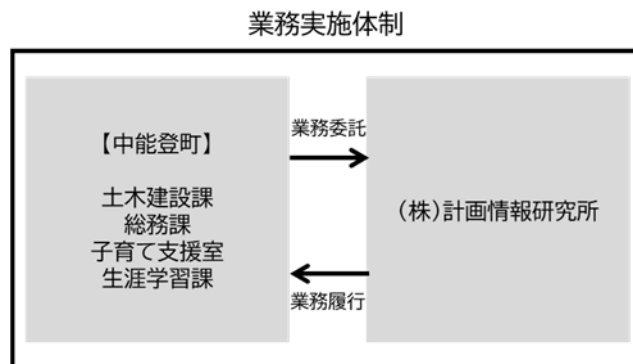 業務実施体制
【中能登町】
土木建設課
総務課
子育て支援室
生涯学習課
業務委託
(株)計画情報研究所
業務履行